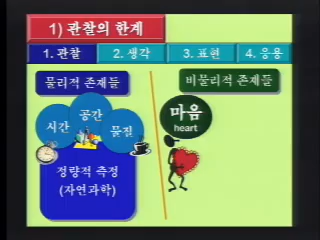 1) 관찰의 한계
1. 관찰
2. 생각
3. 표현
4. 응용
물리적 존재들
비물리적 존재들
시간
공간
물질
마음
heart
정량적 측정
(자연과학)